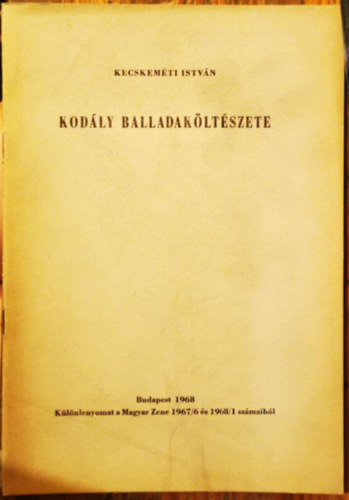 KECSKEMÉTI ISTVÁN
KODÁLY BALLADAKÖLTÉSZETE
Budapest 1968
Különlenyomat a Magyar Zene 1967/6 és 1968/1 számaiból